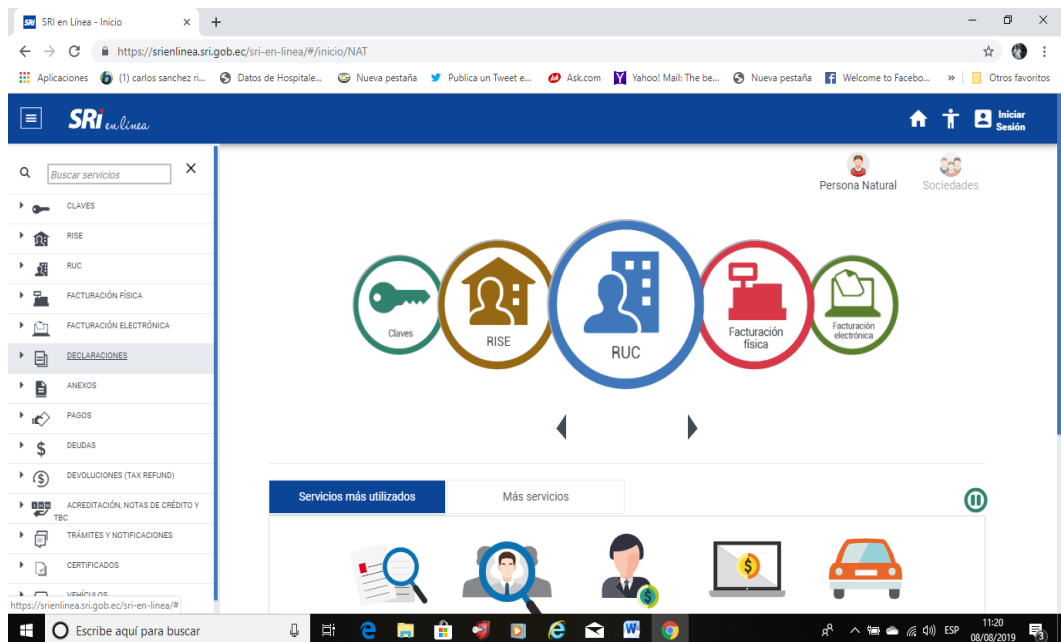 SRI SRI en Línea - Inicio
https://srienlinea.sri.gob.ec/sri-en-linea/#/inicio/NAT
Aplicaciones (1) carlos sanchez ri... Datos de Hospitale... Nueva pestaña Publica un Tweet e... Ask.com Yahoo! Mail: The be... Nueva pestaña Welcome to Facebo... » Otros favoritos
SRi en línea
Iniciar
Sesión
Buscar servicios
Persona Natural
Sociedades
CLAVES
RISE
RUC
FACTURACIÓN FÍSICA
FACTURACIÓN ELECTRÓNICA
DECLARACIONES
ANEXOS
PAGOS
DEUDAS
DEVOLUCIONES (TAX REFUND)
ACREDITACIÓN, NOTAS DE CRÉDITO Y
TBC
TRÁMITES Y NOTIFICACIONES
CERTIFICADOS
VEHÍCULOS
Claves
RISE
RUC
Facturación
física
Facturación
electrónica
Servicios más utilizados
Más servicios
https://srienlinea.sri.gob.ec/sri-en-linea/#
Escribe aquí para buscar
ESP
11:20
08/08/2019